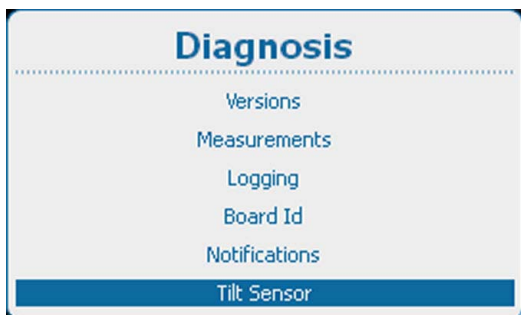 Diagnosis
Versions
Measurements
Logging
Board Id
Notifications
Tilt Sensor